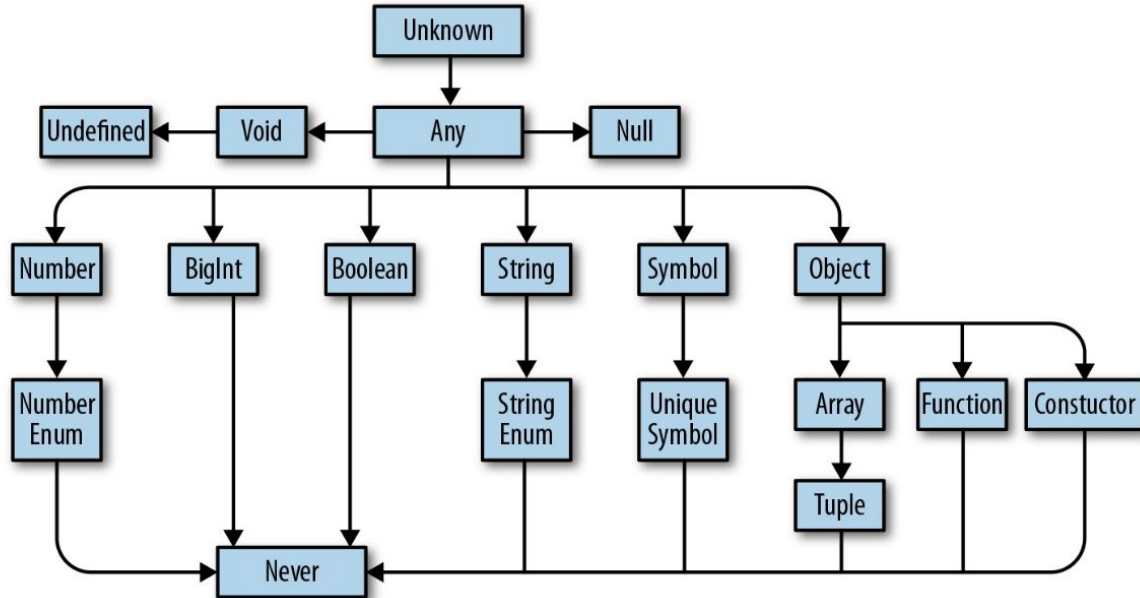 Unknown
Undefined
Void
Any
Null
Number
BigInt
Boolean
String
Symbol
Object
Number
Enum
String
Enum
Unique
Symbol
Array
Function
Constuctor
Tuple
Never